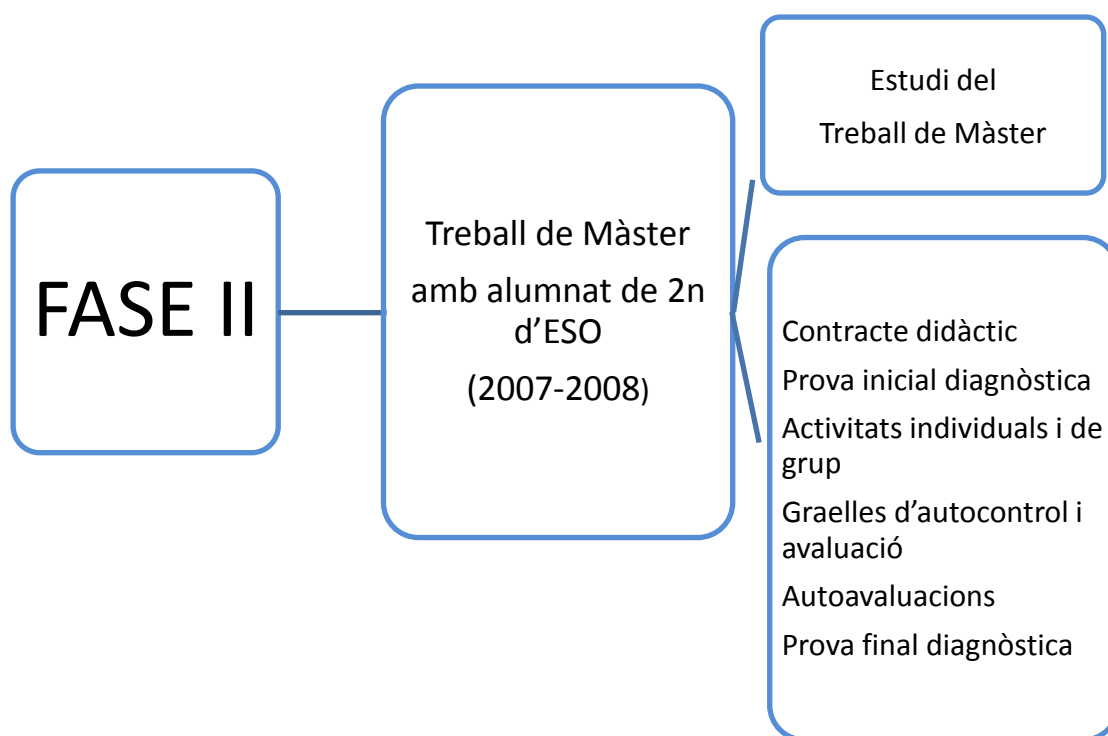 FASE II
Treball de Màster
amb alumnat de 2n
d’ESO
(2007-2008)
Estudi del
Treball de Màster
Contracte didàctic
Prova inicial diagnòstica
Activitats individuals i de
grup
Graelles d’autocontrol i
avaluació
Autoavaluacions
Prova final diagnòstica